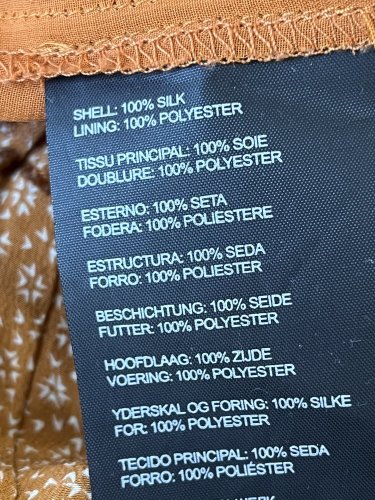 SHELL: 100% SILK
LINING: 100% POLYESTER
TISSU PRINCIPAL: 100% SOIE
DOUBLURE: 100% POLYESTER
ESTERNO: 100% SETA
FODERA: 100% POLIESTERE
ESTRUCTURA: 100% SEDA
FORRO: 100% POLIESTER
BESCHICHTUNG: 100% SEIDE
FUTTER: 100% POLYESTER
HOOFDLAAG: 100% ZIJDE
VOERING: 100% POLYESTER
YDERSKAL OG FORING: 100% SILKE
FOR: 100% POLYESTER
TECIDO PRINCIPAL: 100% SEDA
FORRO: 100% POLIÉSTER